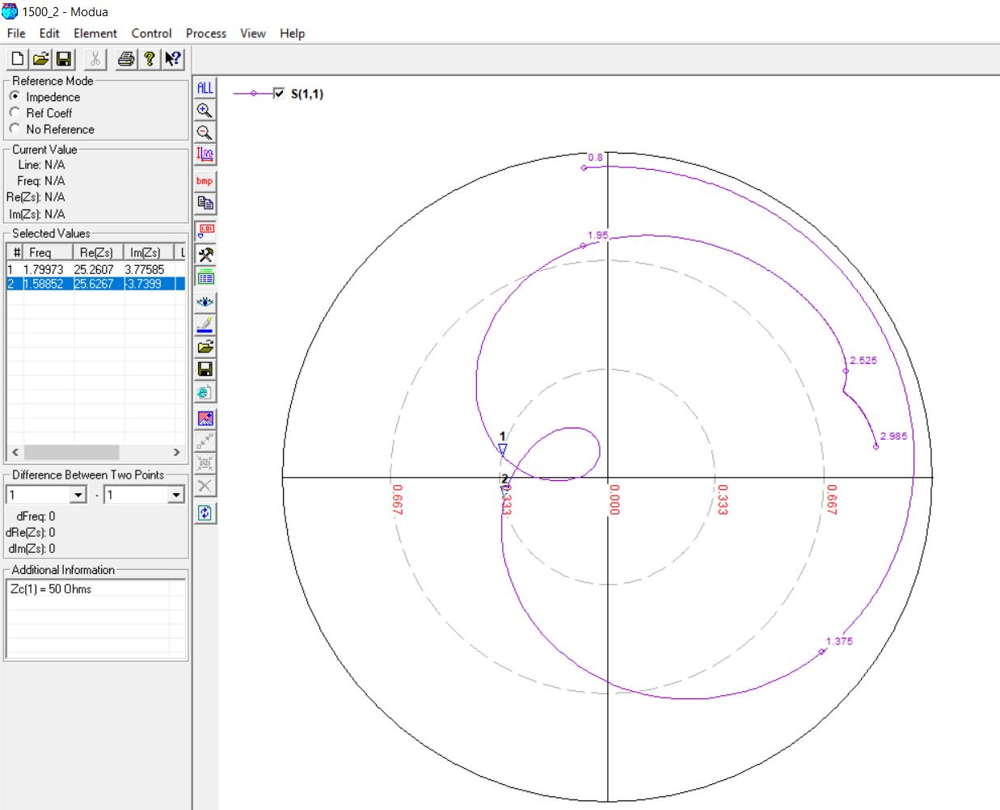 1500_2 - Modua
File Edit Element Control Process View Help
Reference Mode
Impedence
Ref Coeff
No Reference
Current Value
Line: N/A
Freq: N/A
Re(Zs): N/A
Im(Zs): N/A
Selected Values
# Freq Re(Zs) Im(Zs) L
1 1.79973 25.2607 3.77585
2 1.58852 25.6267 -3.7399
Difference Between Two Points
1 - 1
dFreq: 0
dRe(Zs): 0
dIm(Zs): 0
Additional Information
Zc(1) = 50 Ohms
ALL
bmp
1.01
S(1,1)
0.8
1.95
2.525
1
2.985
2
0.667
0.333
0.000
0.333
0.667
1.375